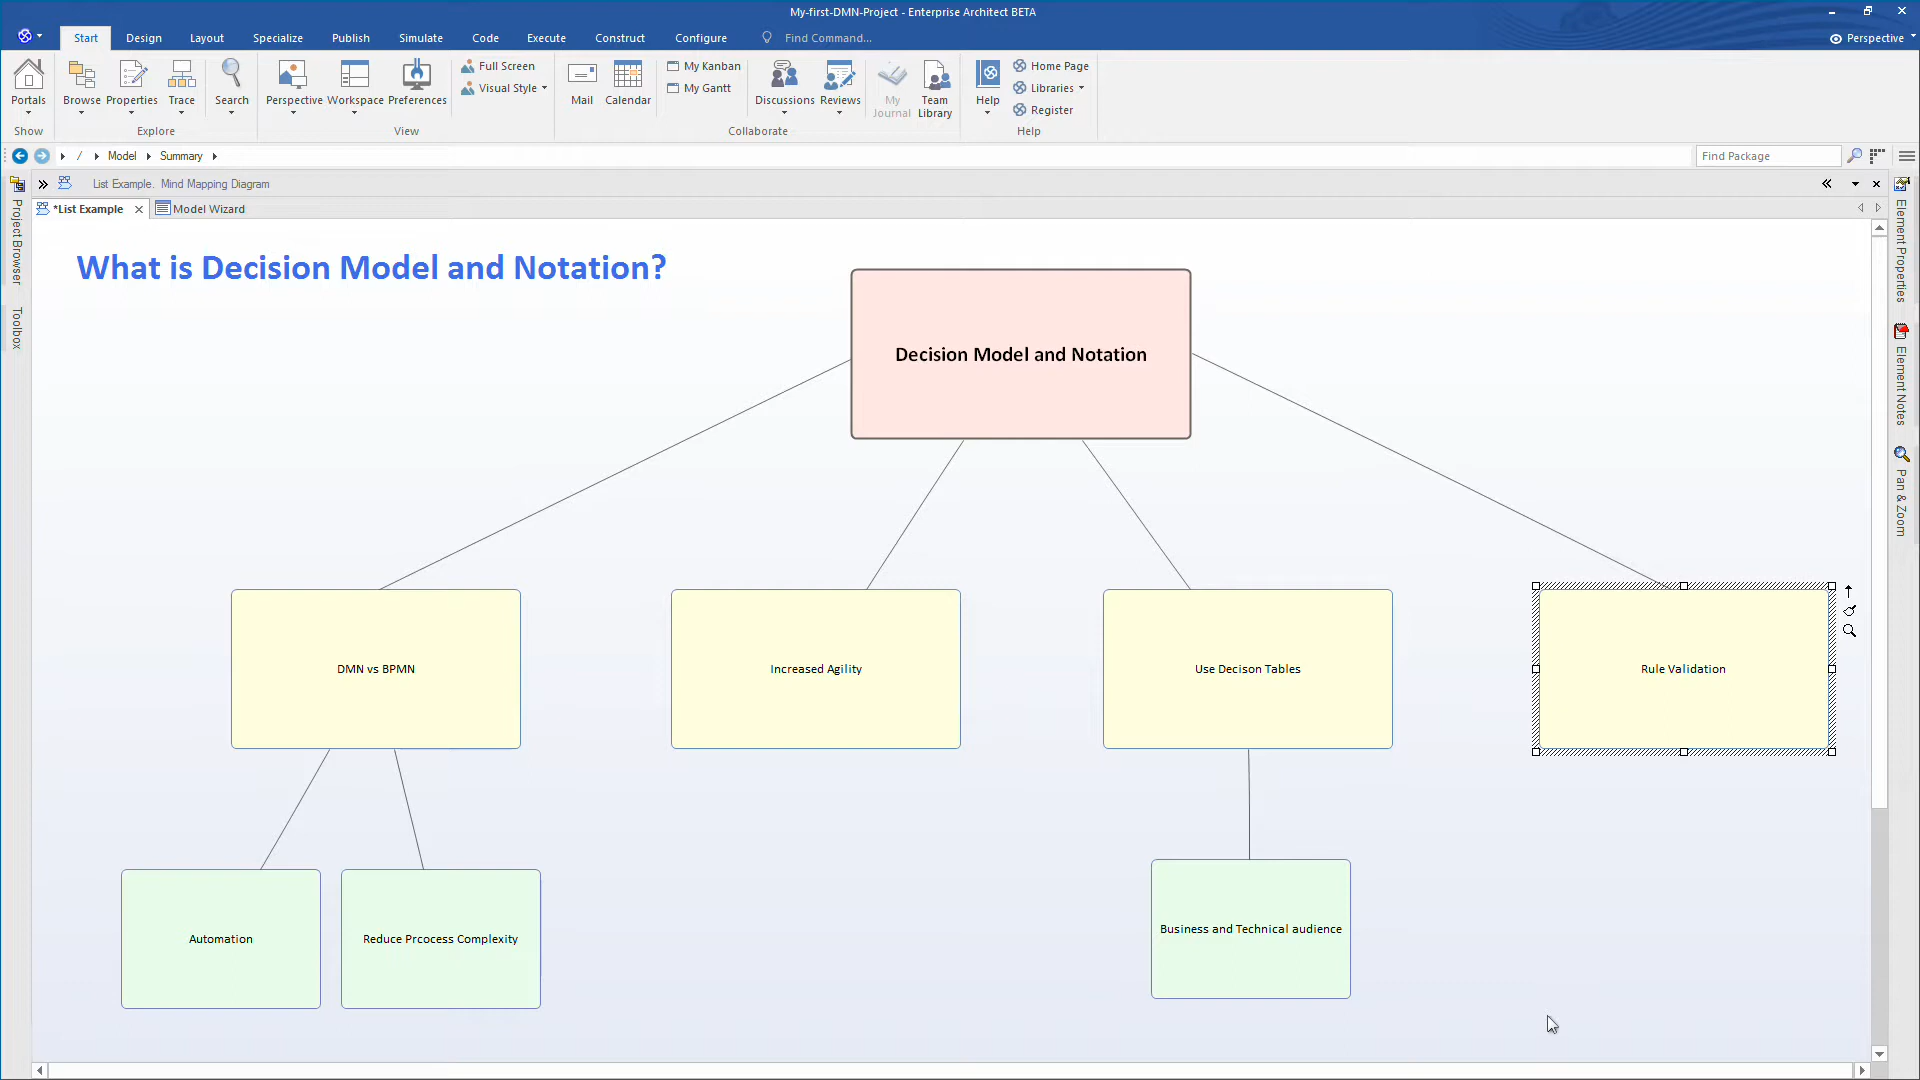 My-first-DMN-Project - Enterprise Architect BETA
Start Design Layout Specialize Publish Simulate Code Execute Construct Configure Find Command... Perspective
Portals
Show
Browse Properties Trace Search
Explore
Perspective Workspace Preferences
Full Screen
Visual Style
View
Mail Calendar
My Kanban
My Gantt
Discussions Reviews
My Journal
Team Library
Collaborate
Help
Home Page
Libraries
Register
Help
/ Model Summary
Find Package
List Example. Mind Mapping Diagram
*List Example Model Wizard
Project Browser
Toolbox
Element Properties
Element Notes
Pan & Zoom
What is Decision Model and Notation?
Decision Model and Notation
DMN vs BPMN
Increased Agility
Use Decison Tables
Rule Validation
Automation
Reduce Prcocess Complexity
Business and Technical audience